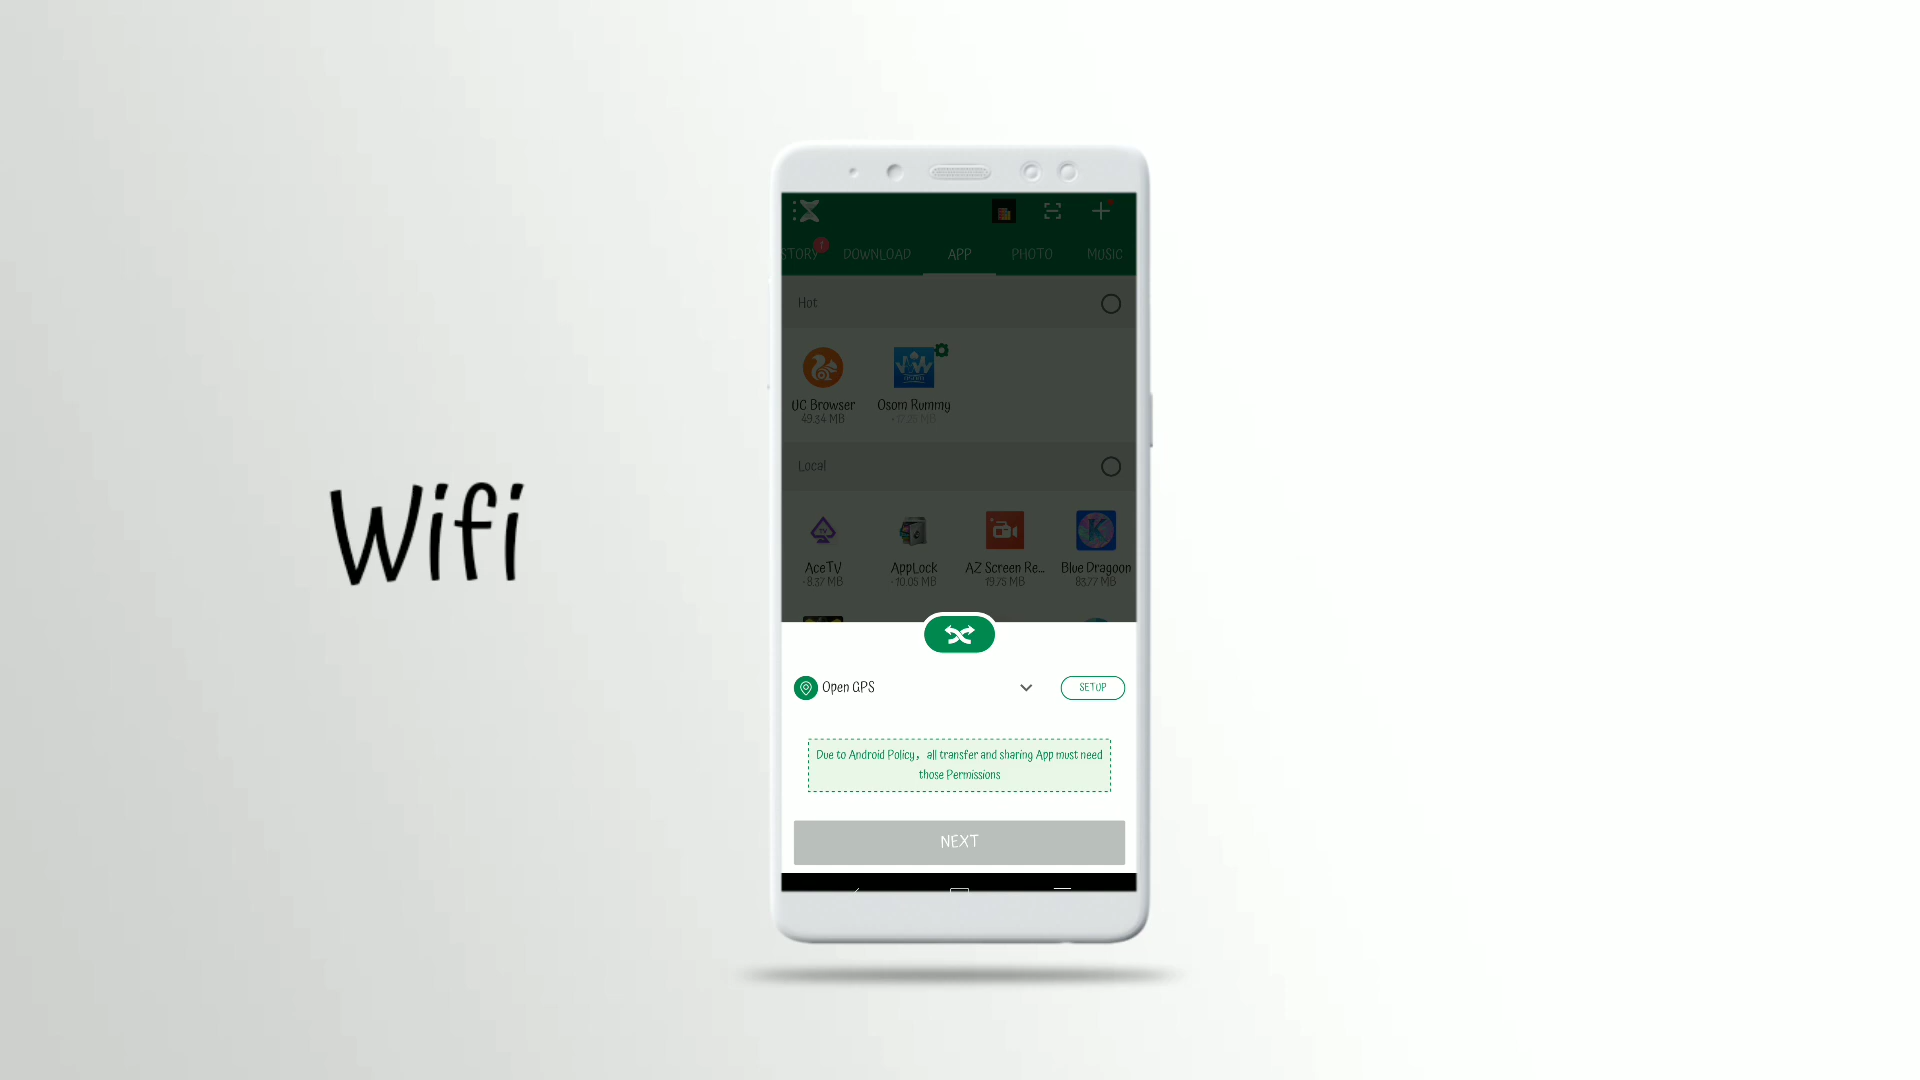 Wifi
STORY
DOWNLOAD
APP
PHOTO
MUSIC
Hot
UC Browser
49.34 MB
Osom Rummy
Local
AceTV
8.37 MB
AppLock
10.05 MB
AZ Screen Re...
19.75 MB
Blue Dragoon
83.77 MB
Open GPS
SETUP
Due to Android Policy，all transfer and sharing App must need
those Permissions
NEXT